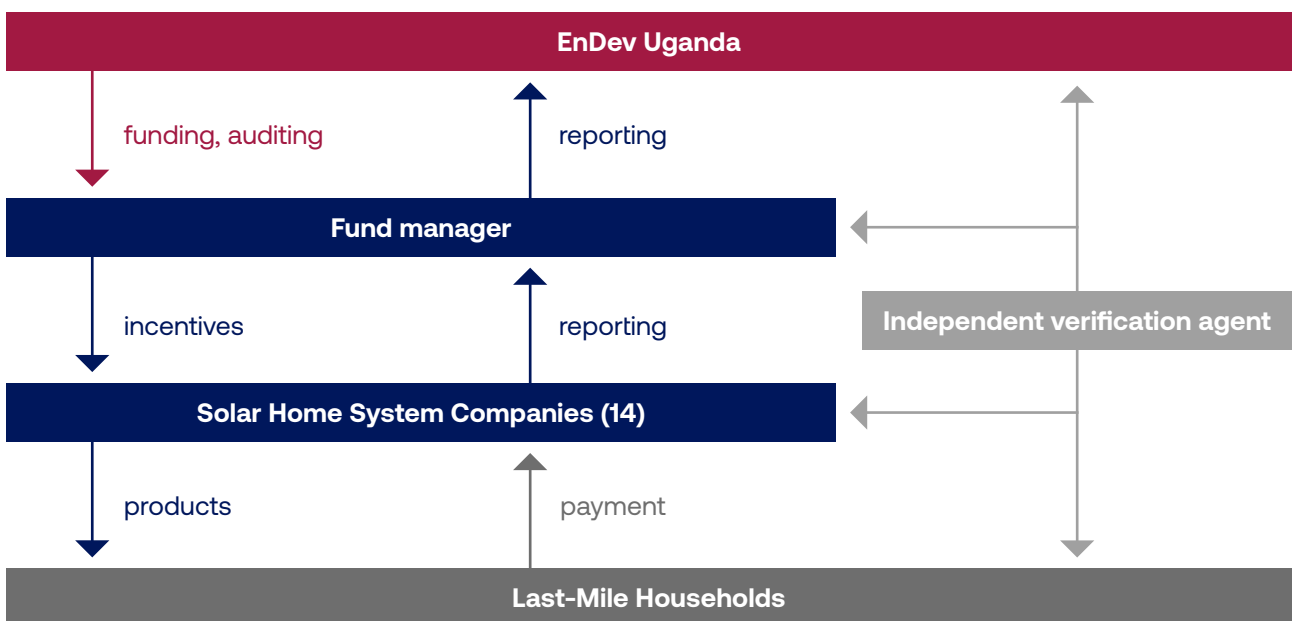 EnDev Uganda
funding, auditing
reporting
Fund manager
incentives
reporting
Independent verification agent
Solar Home System Companies (14)
products
payment
Last-Mile Households